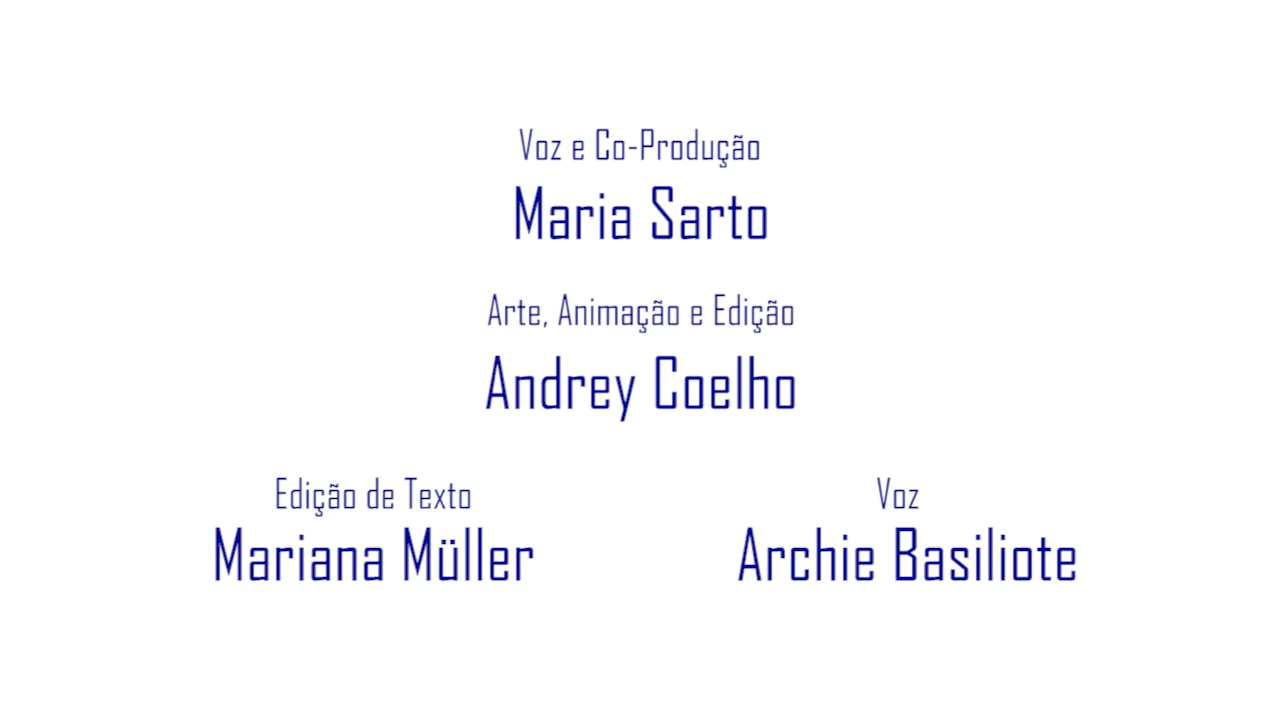 Voz e Co-Produção
Maria Sarto
Arte, Animação e Edição
Andrey Coelho
Edição de Texto
Mariana Müller
Voz
Archie Basiliote